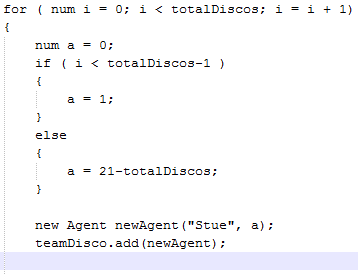 for ( num i = 0; i < totalDiscos; i = i + 1)
{
    num a = 0;
    if ( i < totalDiscos-1 )
    {
        a = 1;
    }
    else
    {
        a = 21-totalDiscos;
    }

    new Agent newAgent("Stue", a);
    teamDisco.add(newAgent);